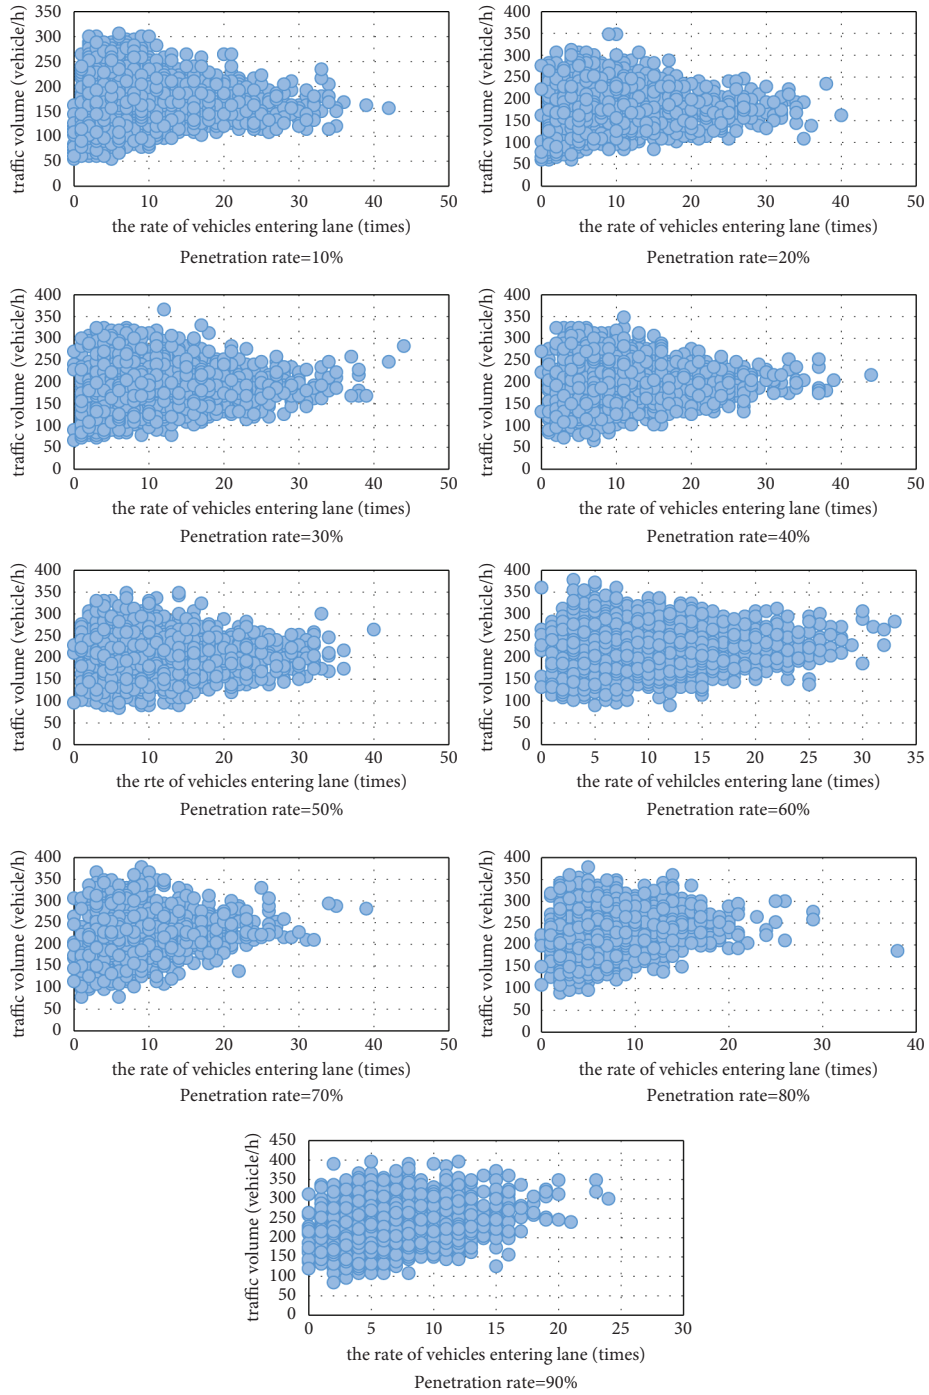 traffic volume (vehicle/h)
350
300
250
200
150
100
50
0
0 10 20 30 40 50
the rate of vehicles entering lane (times)
Penetration rate=10%
traffic volume (vehicle/h)
400
350
300
250
200
150
100
50
0
0 10 20 30 40 50
the rate of vehicles entering lane (times)
Penetration rate=20%
traffic volume (vehicle/h)
400
350
300
250
200
150
100
50
0
0 10 20 30 40 50
the rate of vehicles entering lane (times)
Penetration rate=30%
traffic volume (vehicle/h)
400
350
300
250
200
150
100
50
0
0 10 20 30 40 50
the rate of vehicles entering lane (times)
Penetration rate=40%
traffic volume (vehicle/h)
400
350
300
250
200
150
100
50
0
0 10 20 30 40 50
the rte of vehicles entering lane (times)
Penetration rate=50%
traffic volume (vehicle/h)
400
350
300
250
200
150
100
50
0
0 5 10 15 20 25 30 35
the rate of vehilcles entering lane (times)
Penetration rate=60%
traffic volume (vehicle/h)
400
350
300
250
200
150
100
50
0
0 10 20 30 40 50
the rate of vehicles entering lane (times)
Penetration rate=70%
traffic volume (vehicle/h)
400
350
300
250
200
150
100
50
0
0 10 20 30 40
the rate of vehicles entering lane (times)
Penetration rate=80%
traffic volume (vehicle/h)
450
400
350
300
250
200
150
100
50
0
0 5 10 15 20 25 30
the rate of vehicles entering lane (times)
Penetration rate=90%